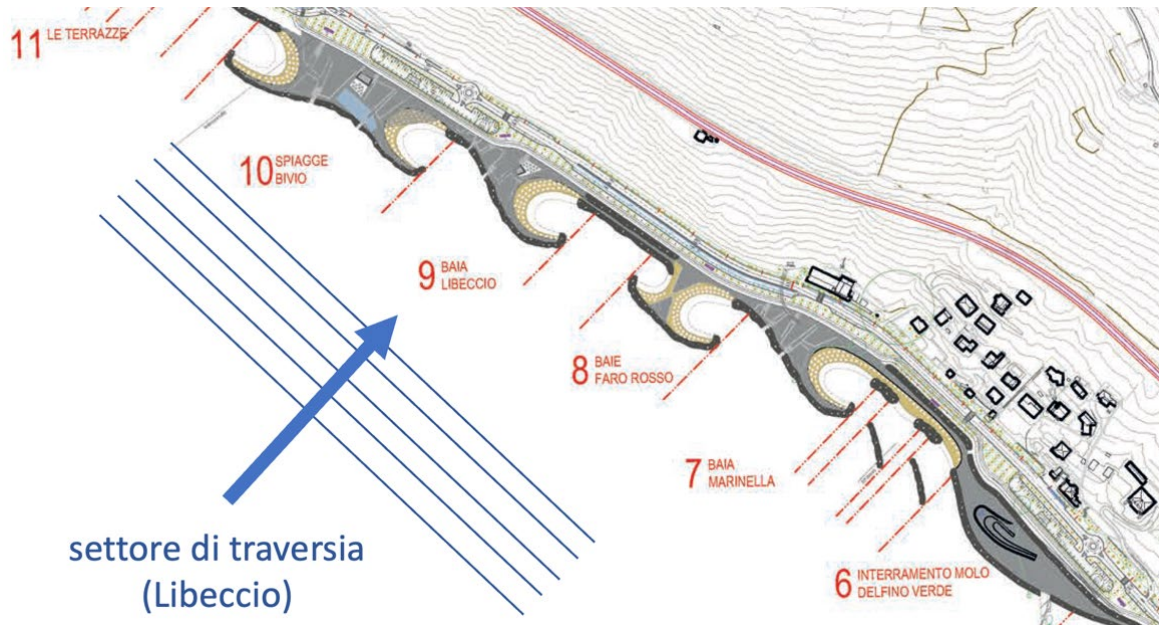 11 LE TERRAZZE
10 SPIAGGE
BIVIO
9 BAIA
LIBECCIO
8 BAIE
FARO ROSSO
7 BAIA
MARINELLA
6 INTERRAMENTO MOLO
DELFINO VERDE
settore di traversia
(Libeccio)